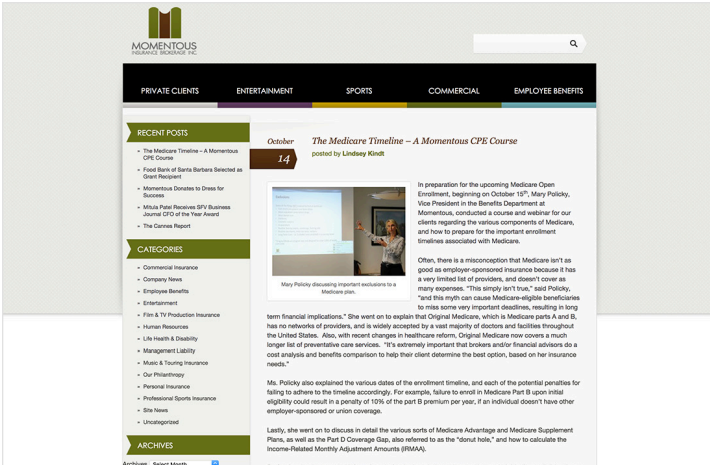 MOMENTOUS
INSURANCE BROKERAGE INC
PRIVATE CLIENTS
ENTERTAINMENT
SPORTS
COMMERCIAL
EMPLOYEE BENEFITS
RECENT POSTS
The Medicare Timeline – A Momentous
CPE Course
Food Bank of Santa Barbara Selected as
Grant Recipient
Momentous Donates to Dress for
Success
Mitula Patel Receives SFV Business
Journal CFO of the Year Award
The Cannes Report
CATEGORIES
Commercial Insurance
Company News
Employee Benefits
Entertainment
Film & TV Production Insurance
Human Resources
Life Health & Disability
Management Liability
Music & Touring Insurance
Our Philanthropy
Personal Insurance
Professional Sports Insurance
Site News
Uncategorized
ARCHIVES
Archives Select Month
October
14
The Medicare Timeline – A Momentous CPE Course
posted by Lindsey Kindt
Mary Policky discussing important exclusions to a
Medicare plan.
In preparation for the upcoming Medicare Open
Enrollment, beginning on October 15th, Mary Policky,
Vice President in the Benefits Department at
Momentous, conducted a course and webinar for our
clients regarding the various components of Medicare,
and how to prepare for the important enrollment
timelines associated with Medicare.
Often, there is a misconception that Medicare isn't as
good as employer-sponsored insurance because it has
a very limited list of providers, and doesn't cover as
many expenses. "This simply isn't true," said Policky,
"and this myth can cause Medicare-eligible beneficiaries
to miss some very important deadlines, resulting in long
term financial implications." She went on to explain that Original Medicare, which is Medicare parts A and B,
has no networks of providers, and is widely accepted by a vast majority of doctors and facilities throughout
the United States. Also, with recent changes in healthcare reform, Original Medicare now covers a much
longer list of preventative care services. "It's extremely important that brokers and/or financial advisors do a
cost analysis and benefits comparison to help their client determine the best option, based on her insurance
needs."
Ms. Policky also explained the various dates of the enrollment timeline, and each of the potential penalties for
failing to adhere to the timeline accordingly. For example, failure to enroll in Medicare Part B upon initial
eligibility could result in a penalty of 10% of the part B premium per year, if an individual doesn't have other
employer-sponsored or union coverage.
Lastly, she went on to discuss in detail the various sorts of Medicare Advantage and Medicare Supplement
Plans, as well as the Part D Coverage Gap, also referred to as the "donut hole," and how to calculate the
Income-Related Monthly Adjustment Amounts (IRMAA).